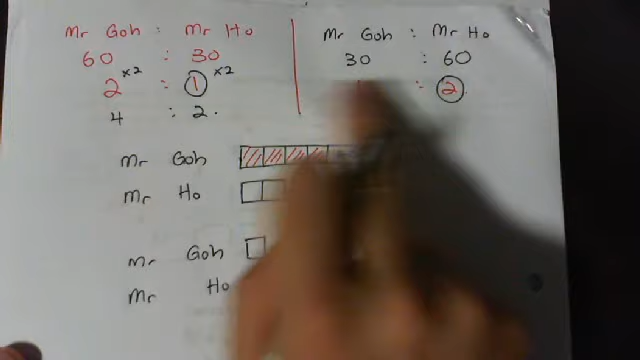 Mr Goh : Mr Ho
60 : 30
2 ×2 : 1 ×2
4 : 2.
Mr Goh : Mr Ho
30 : 60
: 2
Mr Goh
Mr Ho
Mr Goh
Mr Ho